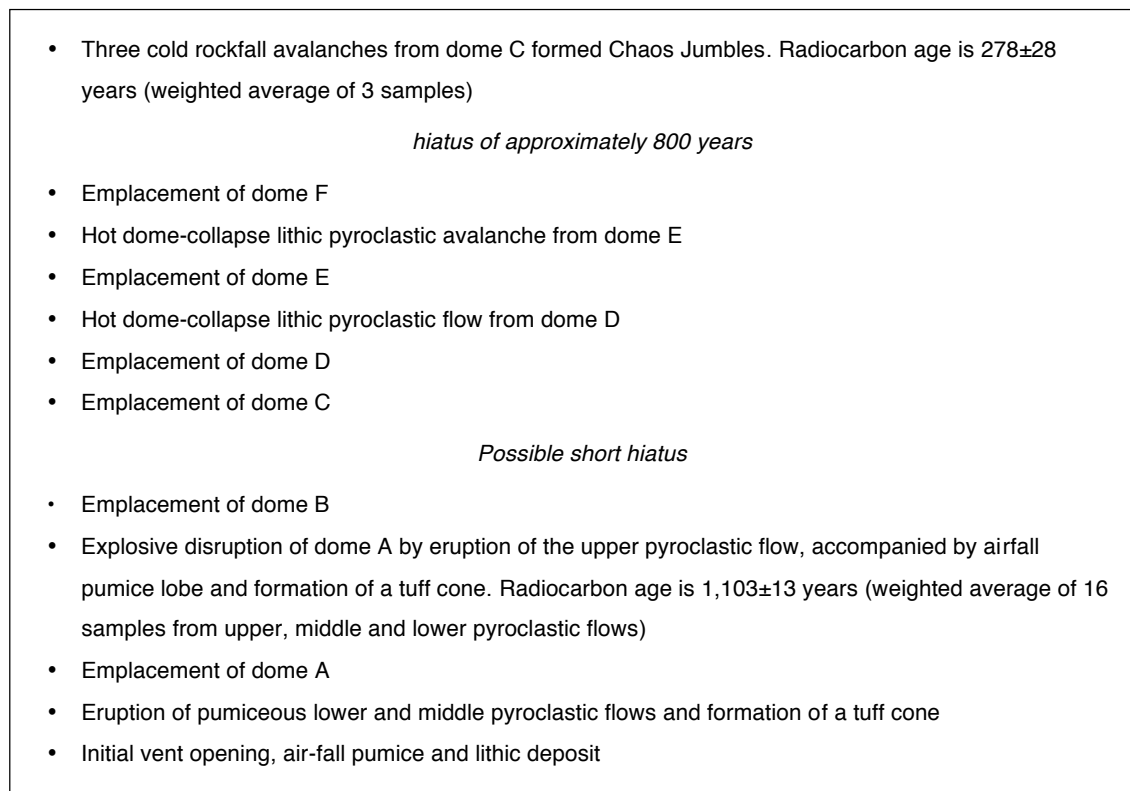 • Three cold rockfall avalanches from dome C formed Chaos Jumbles. Radiocarbon age is 278±28
years (weighted average of 3 samples)
hiatus of approximately 800 years
• Emplacement of dome F
• Hot dome-collapse lithic pyroclastic avalanche from dome E
• Emplacement of dome E
• Hot dome-collapse lithic pyroclastic flow from dome D
• Emplacement of dome D
• Emplacement of dome C
Possible short hiatus
• Emplacement of dome B
• Explosive disruption of dome A by eruption of the upper pyroclastic flow, accompanied by airfall
pumice lobe and formation of a tuff cone. Radiocarbon age is 1,103±13 years (weighted average of 16
samples from upper, middle and lower pyroclastic flows)
• Emplacement of dome A
• Eruption of pumiceous lower and middle pyroclastic flows and formation of a tuff cone
• Initial vent opening, air-fall pumice and lithic deposit